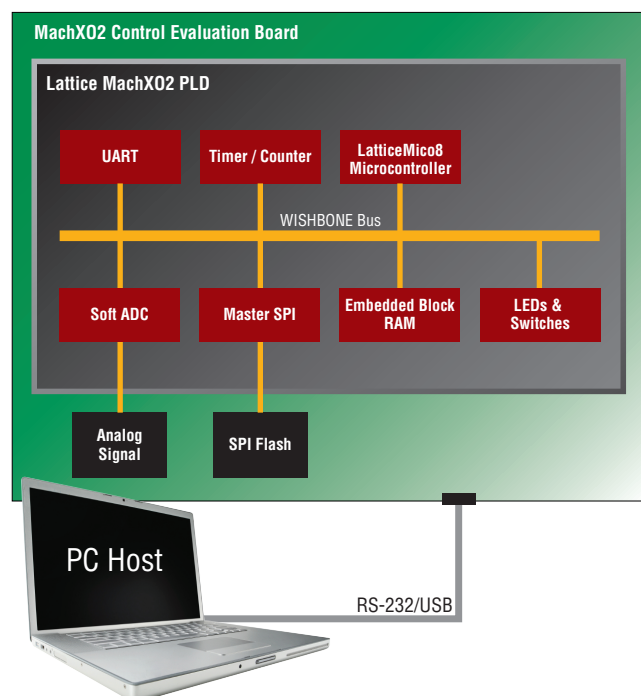 MachXO2 Control Evaluation Board
Lattice MachXO2 PLD
UART
Timer / Counter
LatticeMico8
Microcontroller
WISHBONE Bus
Soft ADC
Master SPI
Embedded Block
RAM
LEDs &
Switches
Analog
Signal
SPI Flash
PC Host
RS-232/USB